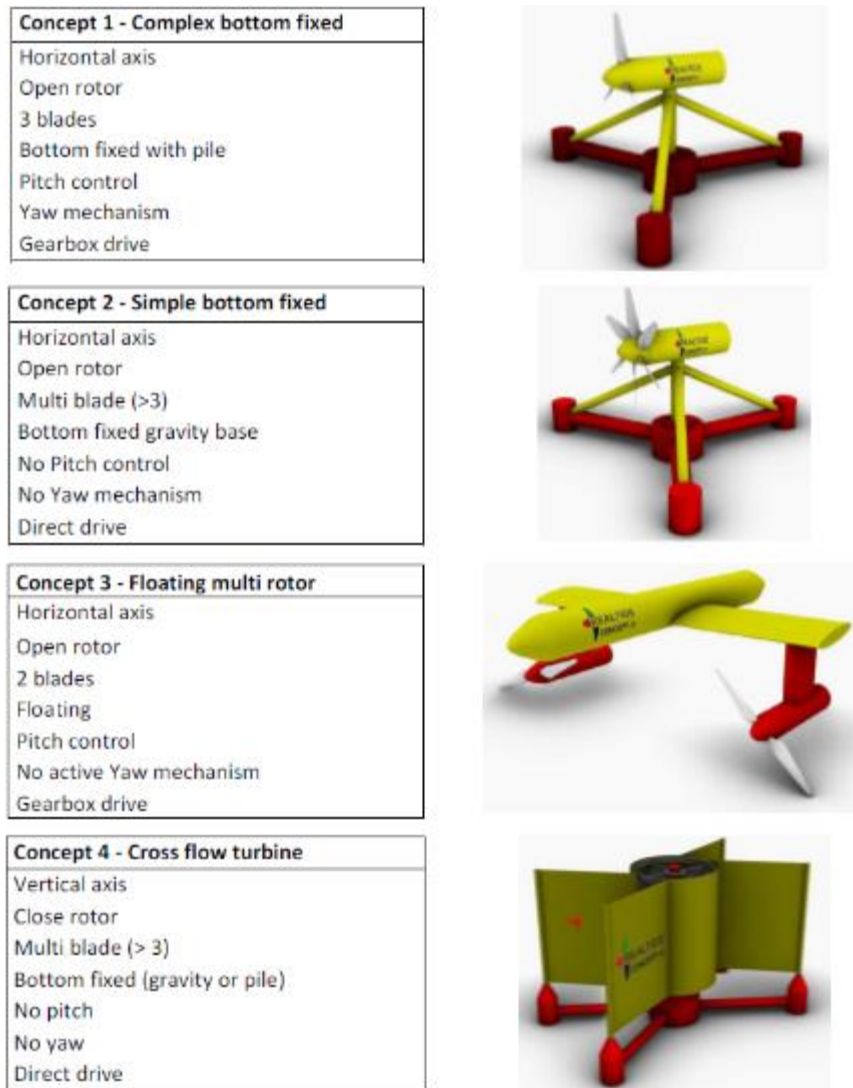 Concept 1 - Complex bottom fixed
Horizontal axis
Open rotor
3 blades
Bottom fixed with pile
Pitch control
Yaw mechanism
Gearbox drive
Concept 2 - Simple bottom fixed
Horizontal axis
Open rotor
Multi blade (>3)
Bottom fixed gravity base
No Pitch control
No Yaw mechanism
Direct drive
Concept 3 - Floating multi rotor
Horizontal axis
Open rotor
2 blades
Floating
Pitch control
No active Yaw mechanism
Gearbox drive
Concept 4 - Cross flow turbine
Vertical axis
Close rotor
Multi blade (> 3)
Bottom fixed (gravity or pile)
No pitch
No yaw
Direct drive